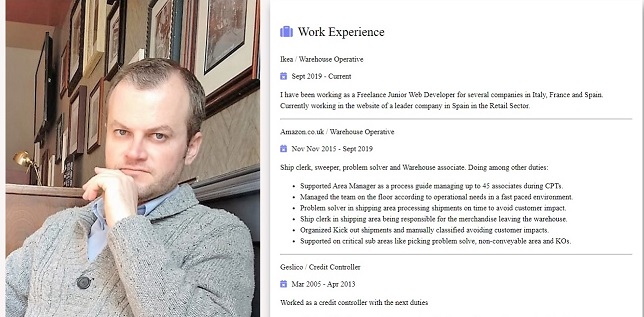 Work Experience
Ikea / Warehouse Operative
Sept 2019 - Current
I have been working as a Freelance Junior Web Developer for several companies in Italy, France and Spain.
Currently working in the website of a leader company in Spain in the Retail Sector.
Amazon.co.uk / Warehouse Operative
Nov Nov 2015 - Sept 2019
Ship clerk, sweeper, problem solver and Warehouse associate. Doing among other duties:
Supported Area Manager as a process guide managing up to 45 associates during CPTs.
Managed the team on the floor according to operational needs in a fast paced environment.
Problem solver in shipping area processing shipments on time to avoid customer impact.
Ship clerk in shipping area being responsible for the merchandise leaving the warehouse.
Organized Kick out shipments and manually classified avoiding customer impacts.
Supported on critical sub areas like picking problem solve, non-conveyable area and KOs.
Geslico / Credit Controller
Mar 2005 - Apr 2013
Worked as a credit controller with the next duties